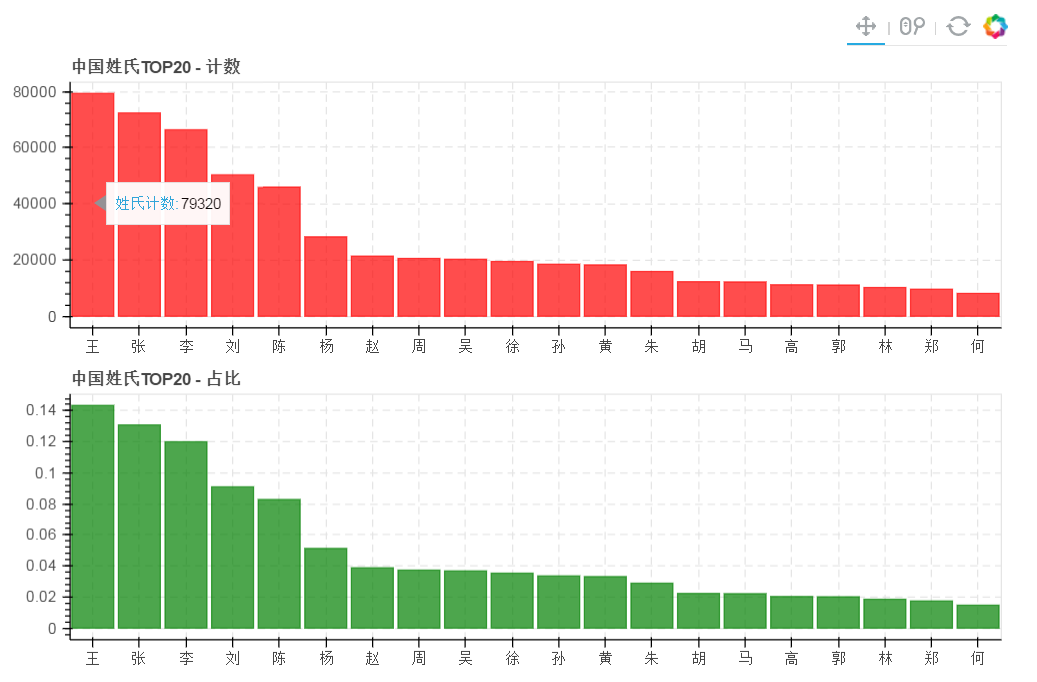 中国姓氏TOP20 - 计数
80000
60000
40000
20000
0
姓氏计数: 79320
王 张 李 刘 陈 杨 赵 周 吴 徐 孙 黄 朱 胡 马 高 郭 林 郑 何
中国姓氏TOP20 - 占比
0.14
0.12
0.1
0.08
0.06
0.04
0.02
0
王 张 李 刘 陈 杨 赵 周 吴 徐 孙 黄 朱 胡 马 高 郭 林 郑 何